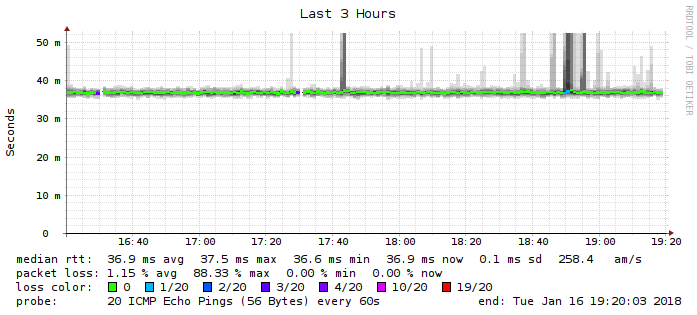 Last 3 Hours
RRDTOOL / TOBI OETIKER
Seconds
50 m
40 m
30 m
20 m
10 m
0
16:40 17:00 17:20 17:40 18:00 18:20 18:40 19:00 19:20
median rtt: 36.9 ms avg 37.5 ms max 36.6 ms min 36.9 ms now 0.1 ms sd 258.4 am/s
packet loss: 1.15 % avg 88.33 % max 0.00 % min 0.00 % now
loss color: 0 1/20 2/20 3/20 4/20 10/20 19/20
probe: 20 ICMP Echo Pings (56 Bytes) every 60s end: Tue Jan 16 19:20:03 2018